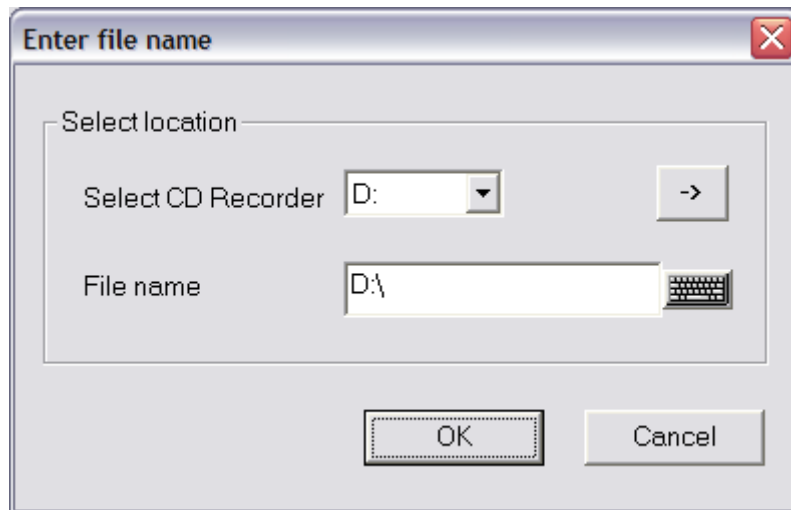 Enter file name
Select location
Select CD Recorder D: ->
File name D:\
OK Cancel